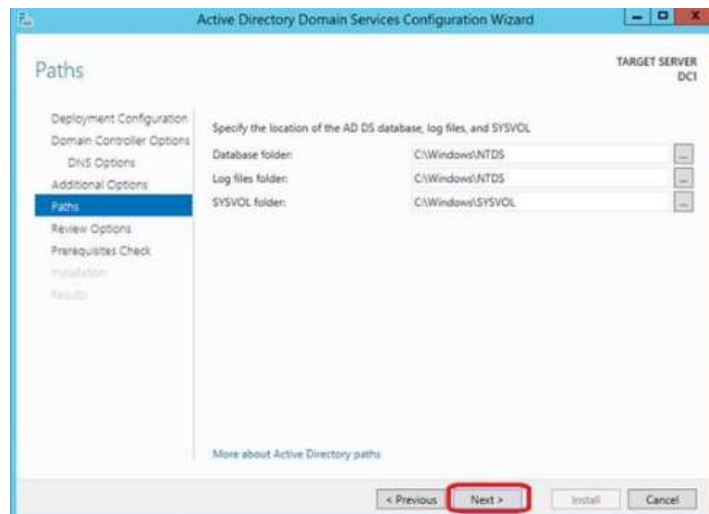 Active Directory Domain Services Configuration Wizard
Paths
TARGET SERVER
DC1
Deployment Configuration
Domain Controller Options
DNS Options
Additional Options
Paths
Review Options
Prerequisites Check
Installation
Results
Specify the location of the AD DS database, log files, and SYSVOL
Database folder: C:\Windows\NTDS ...
Log files folder: C:\Windows\NTDS ...
SYSVOL folder: C:\Windows\SYSVOL ...
More about Active Directory paths
< Previous Next > Install Cancel